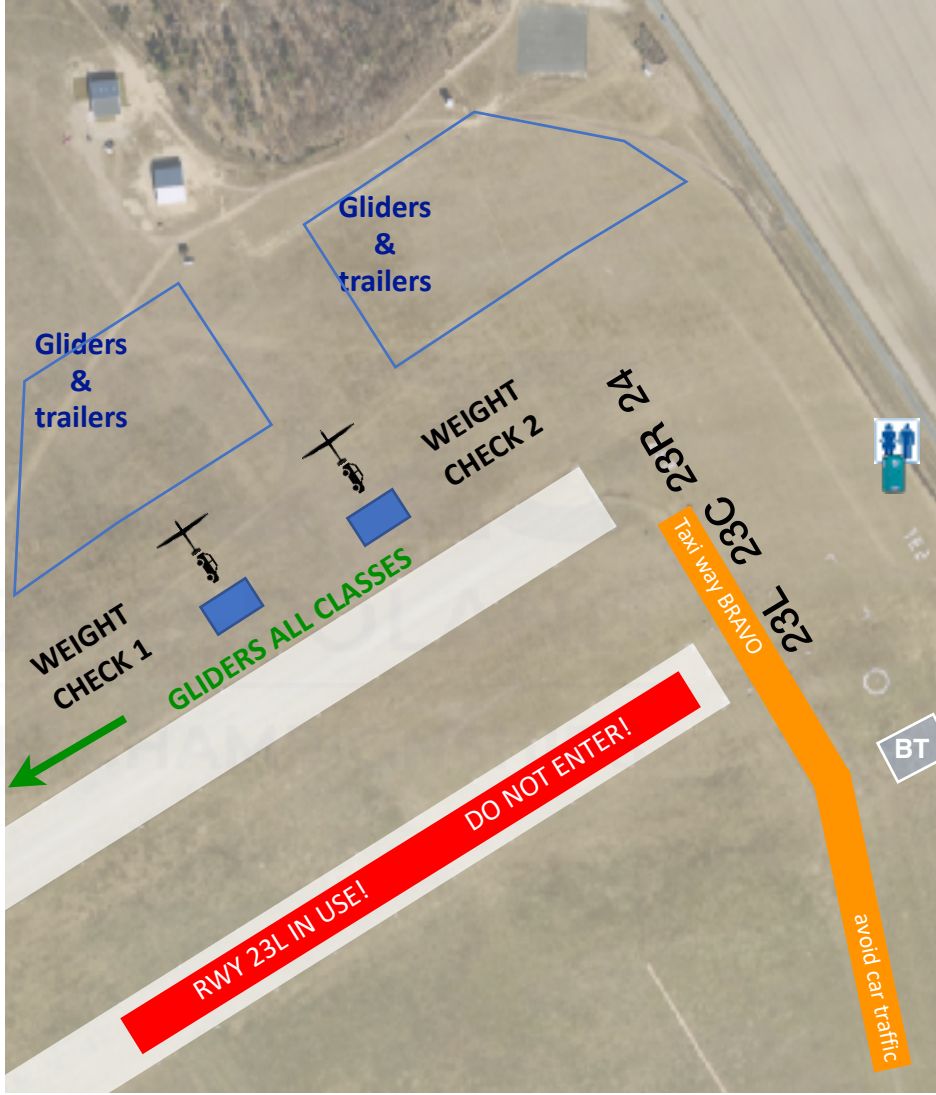 Gliders
&
trailers
Gliders
&
trailers
WEIGHT
CHECK 2
24
23R
23C
23L
WEIGHT
CHECK 1
GLIDERS ALL CLASSES
Taxi way BRAVO
BT
DO NOT ENTER!
RWY 23L IN USE!
avoid car traffic